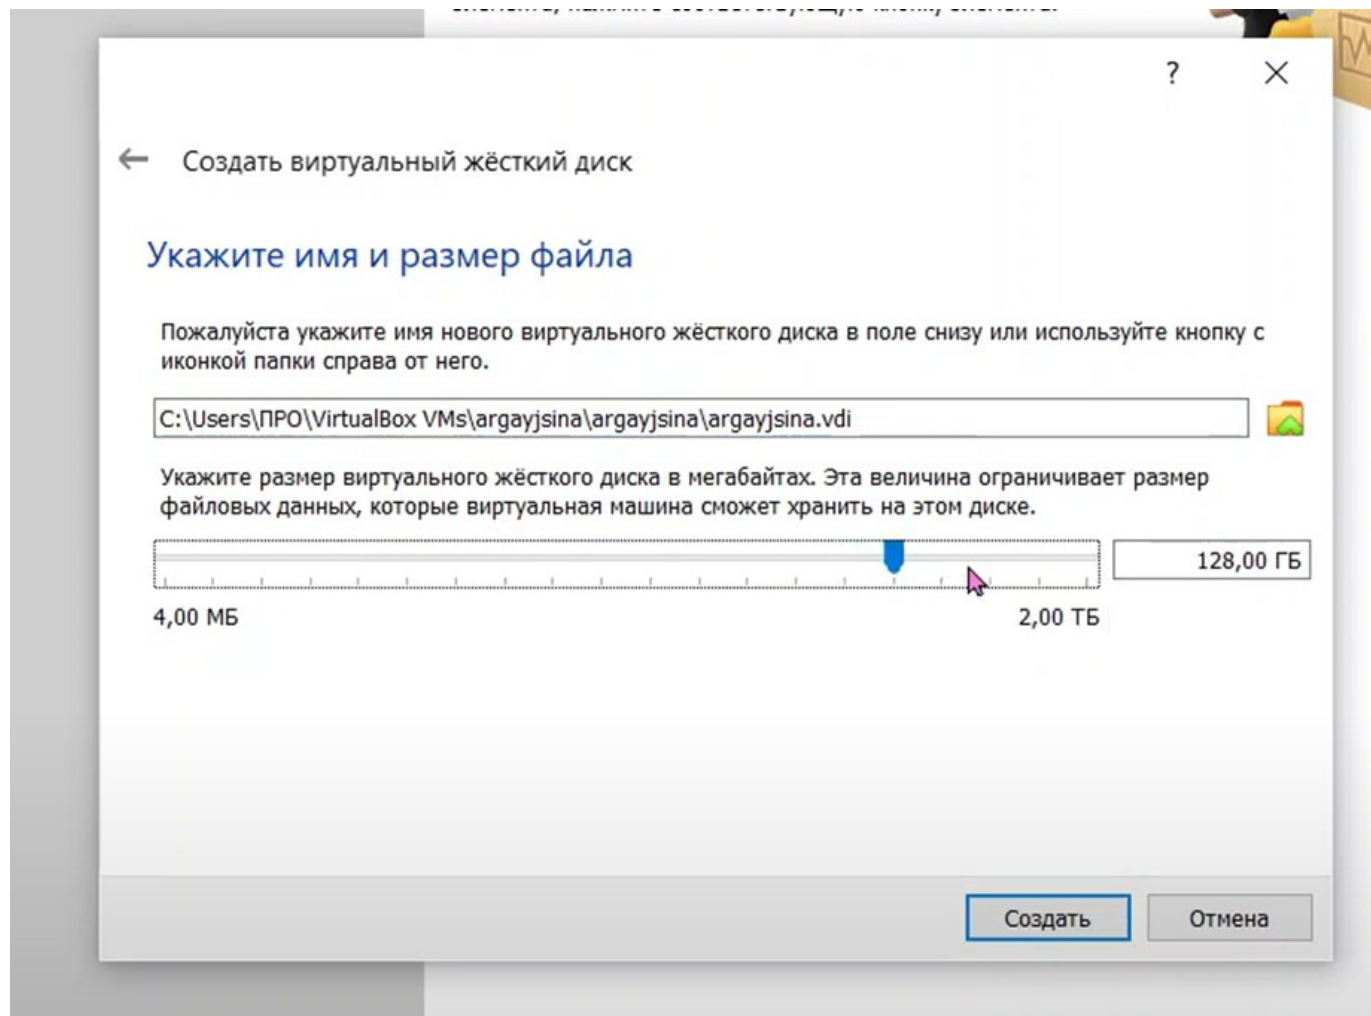 ?
Создать виртуальный жёсткий диск
Укажите имя и размер файла
Пожалуйста укажите имя нового виртуального жёсткого диска в поле снизу или используйте кнопку с
иконкой папки справа от него.
C:\Users\ПРО\VirtualBox VMs\argayjsina\argayjsina\argayjsina.vdi
Укажите размер виртуального жёсткого диска в мегабайтах. Эта величина ограничивает размер
файловых данных, которые виртуальная машина сможет хранить на этом диске.
128,00 ГБ
4,00 МБ 2,00 ТБ
Создать Отмена